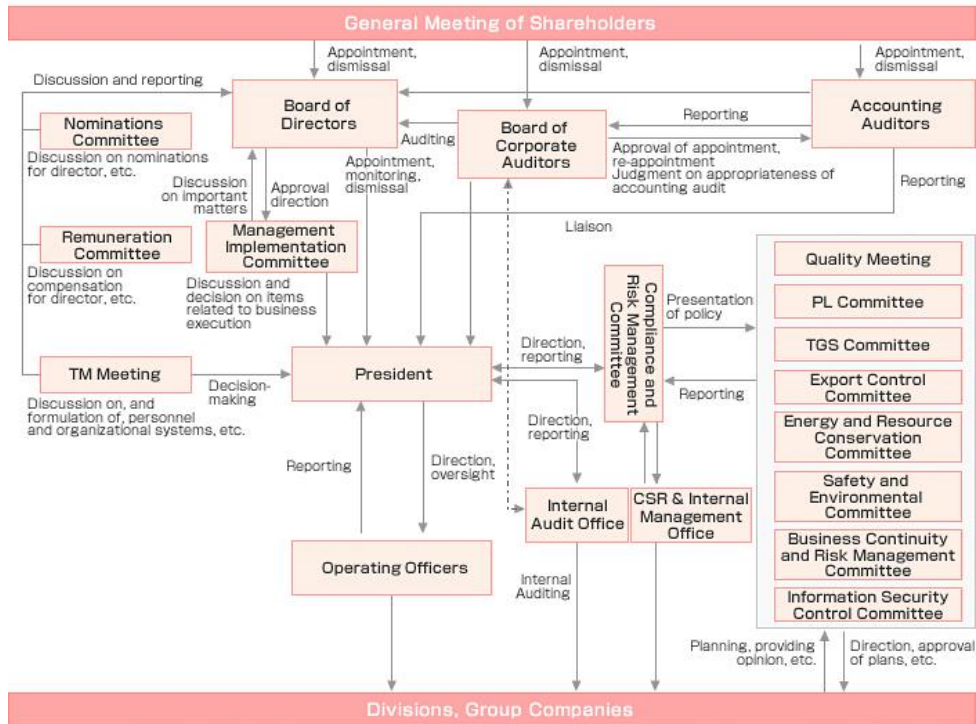 General Meeting of Shareholders
Appointment,
dismissal
Appointment,
dismissal
Appointment,
dismissal
Discussion and reporting
Board of
Directors
Auditing
Board of
Corporate
Auditors
Reporting
Accounting
Auditors
Approval of appointment,
re-appointment
Judgment on appropriateness of
accounting audit
Reporting
Nominations
Committee
Discussion on nominations
for director, etc.
Discussion
on important
matters
Approval
direction
Appointment,
monitoring,
dismissal
Liaison
Remuneration
Committee
Discussion on
compensation
for director, etc.
Management
Implementation
Committee
Discussion and
decision on items
related to business
execution
Compliance and
Risk Management
Committee
Presentation
of policy
Reporting
Quality Meeting
PL Committee
TGS Committee
Export Control
Committee
Energy and Resource
Conservation
Committee
Safety and
Environmental
Committee
Business Continuity
and Risk Management
Committee
Information Security
Control Committee
TM Meeting
Discussion on, and
formulation of, personnel
and organizational systems, etc.
Decision-
making
President
Direction,
reporting
Direction,
reporting
Reporting
Direction,
oversight
Internal
Audit Office
CSR & Internal
Management
Office
Operating Officers
Internal
Auditing
Planning, providing
opinion, etc.
Direction, approval
of plans, etc.
Divisions, Group Companies